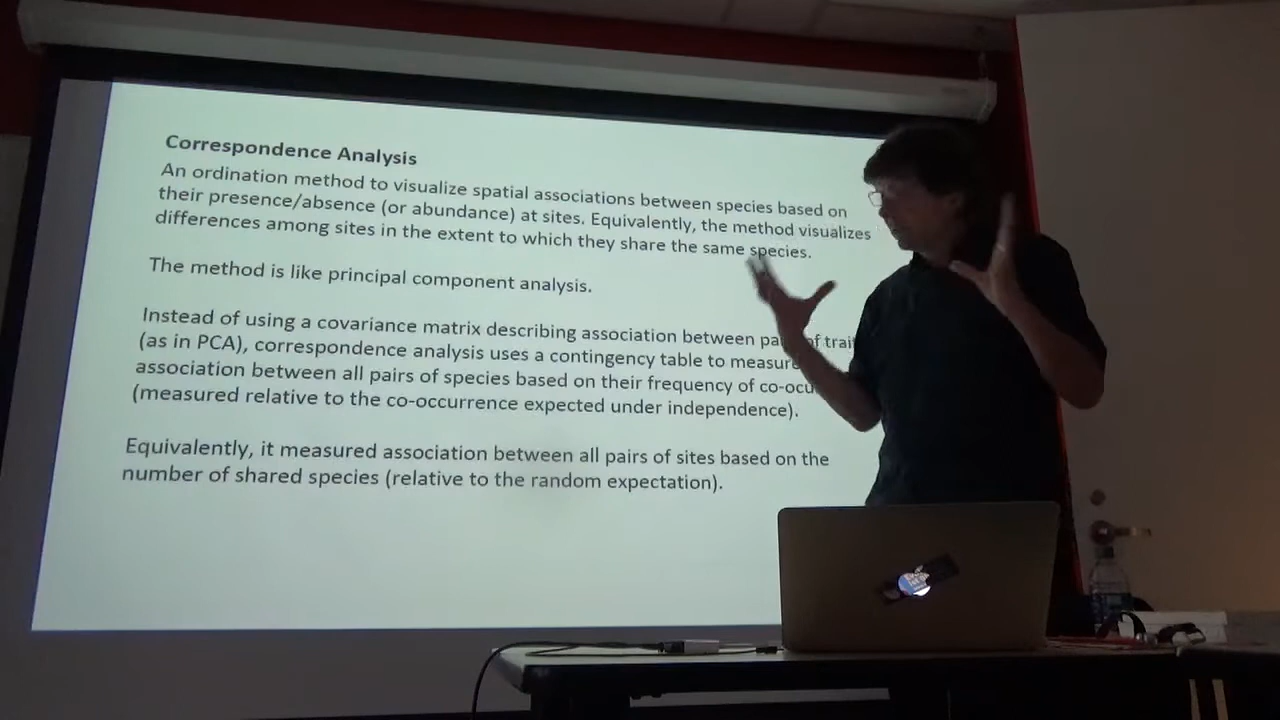 Correspondence Analysis
An ordination method to visualize spatial associations between species based on
their presence/absence (or abundance) at sites. Equivalently, the method visualizes
differences among sites in the extent to which they share the same species.
The method is like principal component analysis.
Instead of using a covariance matrix describing association between of
(as in PCA), correspondence analysis uses a contingency table to
association between all pairs of species based on their frequency of
(measured relative to the co-occurrence expected under independence).
Equivalently, it measured association between all pairs of sites based on the
number of shared species (relative to the random expectation).